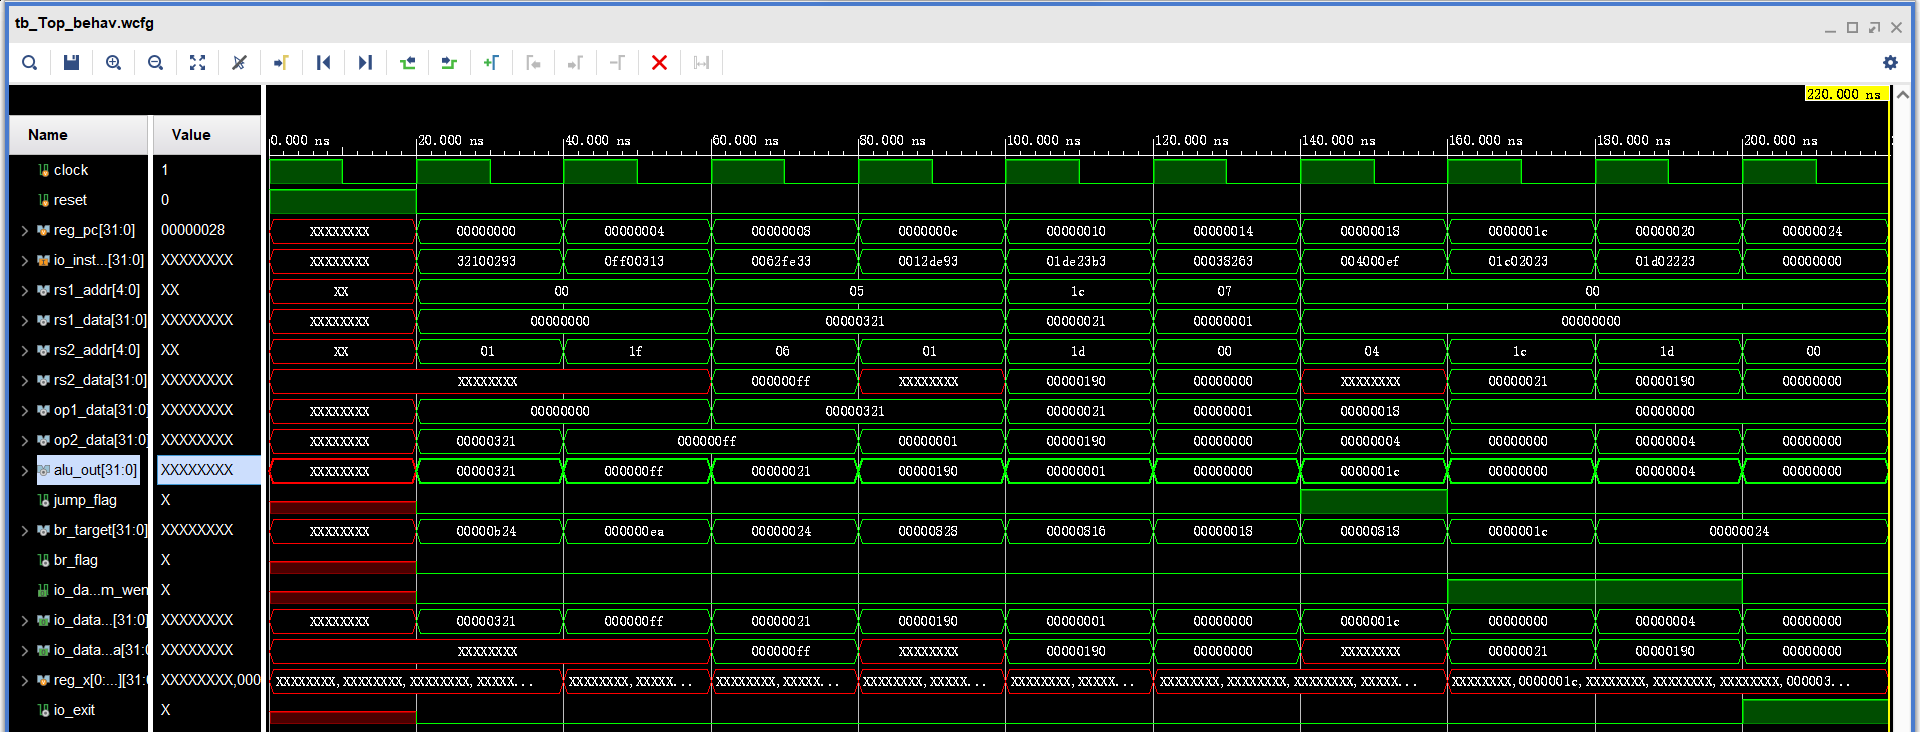 tb_Top_behav.wcfg
220.000 ns
Name Value
0.000 ns 20.000 ns 40.000 ns 60.000 ns 80.000 ns 100.000 ns 120.000 ns 140.000 ns 160.000 ns 180.000 ns 200.000 ns
clock 1
reset 0
reg_pc[31:0] 00000028 XXXXXXXX 00000000 00000004 00000008 0000000c 00000010 00000014 00000018 0000001c 00000020 00000024
io_inst...[31:0] XXXXXXXX XXXXXXXX 32100293 0ff00313 0062fe33 0012de93 01de23b3 00038263 004000ef 01c02023 01d02223 00000000
rs1_addr[4:0] XX XX 00 05 1c 07 00
rs1_data[31:0] XXXXXXXX XXXXXXXX 00000000 00000321 00000021 00000001 00000000
rs2_addr[4:0] XX XX 01 1f 06 01 1d 00 04 1c 1d 00
rs2_data[31:0] XXXXXXXX XXXXXXXX 000000ff XXXXXXXX 00000190 00000000 XXXXXXXX 00000021 00000190 00000000
op1_data[31:0] XXXXXXXX XXXXXXXX 00000000 00000321 00000021 00000001 00000018 00000000
op2_data[31:0] XXXXXXXX XXXXXXXX 00000321 000000ff 00000001 00000190 00000000 00000004 00000000 00000004 00000000
alu_out[31:0] XXXXXXXX XXXXXXXX 00000321 000000ff 00000021 00000190 00000001 00000000 0000001c 00000000 00000004 00000000
jump_flag X
br_target[31:0] XXXXXXXX XXXXXXXX 00000b24 000000ea 00000024 00000828 00000816 00000018 00000818 0000001c 00000024
br_flag X
io_da...m_wen X
io_data...[31:0] XXXXXXXX XXXXXXXX 00000321 000000ff 00000021 00000190 00000001 00000000 0000001c 00000000 00000004 00000000
io_data...a[31:0 XXXXXXXX XXXXXXXX 000000ff XXXXXXXX 00000190 00000000 XXXXXXXX 00000021 00000190 00000000
reg_x[0:...][31:0 XXXXXXXX,000 XXXXXXXX,XXXXXXXX,XXXXXXXX,XXXXX... XXXXXXXX,XXXXX... XXXXXXXX,XXXXX... XXXXXXXX,XXXXX... XXXXXXXX,XXXXX... XXXXXXXX,XXXXXXXX,XXXXXXXX,XXXXX... XXXXXXXX,0000001c,XXXXXXXX,XXXXXXXX,XXXXXXXX,000003...
io_exit X